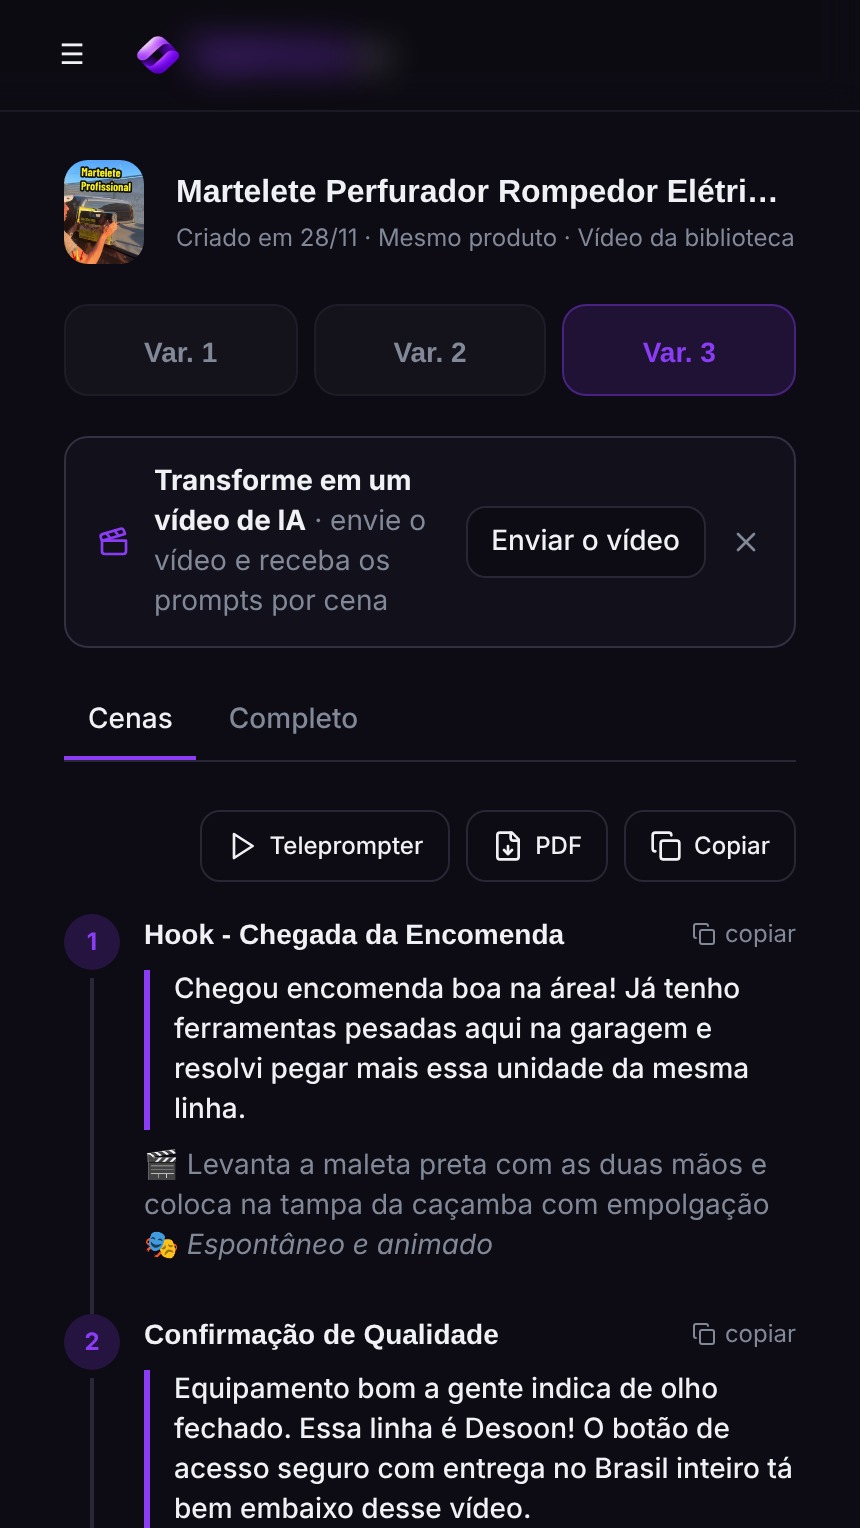 Martelete
Profissional
Martelete Perfurador Rompedor Elétri...
Criado em 28/11 · Mesmo produto · Vídeo da biblioteca
Var. 1
Var. 2
Var. 3
Transforme em um
vídeo de IA · envie o
vídeo e receba os
prompts por cena
Enviar o vídeo
Cenas
Completo
Teleprompter
PDF
Copiar
1
Hook - Chegada da Encomenda
copiar
Chegou encomenda boa na área! Já tenho
ferramentas pesadas aqui na garagem e
resolvi pegar mais essa unidade da mesma
linha.
🎬 Levanta a maleta preta com as duas mãos e
coloca na tampa da caçamba com empolgação
🎭 Espontâneo e animado
2
Confirmação de Qualidade
copiar
Equipamento bom a gente indica de olho
fechado. Essa linha é Desoon! O botão de
acesso seguro com entrega no Brasil inteiro tá
bem embaixo desse vídeo.